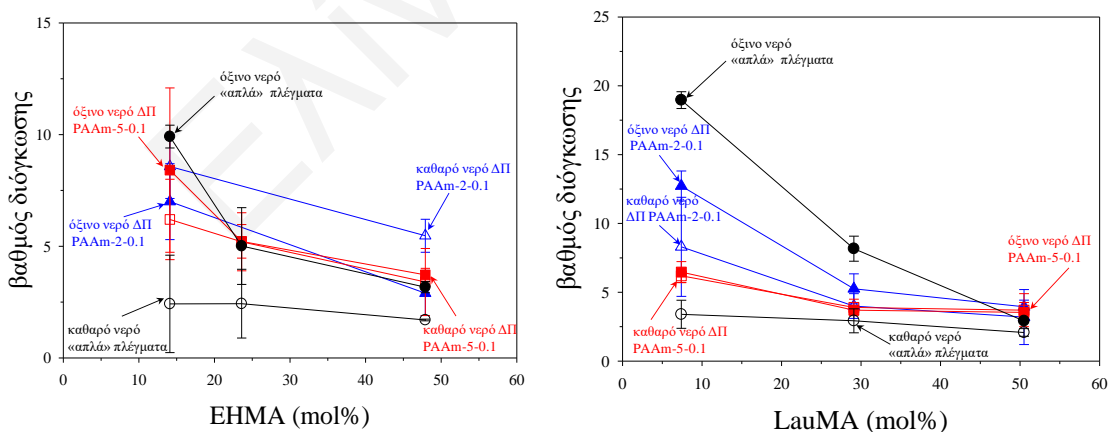 15
10
5
0
0
10
20
30
40
50
60
βαθμός διόγκωσης
EHMA (mol%)
όξινο νερό
«απλά» πλέγματα
όξινο νερό ΔΠ
PAAm-5-0.1
καθαρό νερό ΔΠ
PAAm-2-0.1
όξινο νερό ΔΠ
PAAm-2-0.1
καθαρό νερό
«απλά» πλέγματα
καθαρό νερό ΔΠ
PAAm-5-0.1
25
20
15
10
5
0
0
10
20
30
40
50
60
βαθμός διόγκωσης
LauMA (mol%)
όξινο νερό
«απλά» πλέγματα
όξινο νερό ΔΠ
PAAm-2-0.1
καθαρό νερό
ΔΠ PAAm-2-0.1
όξινο νερό ΔΠ
PAAm-5-0.1
καθαρό νερό ΔΠ
PAAm-5-0.1
καθαρό νερό
«απλά» πλέγματα